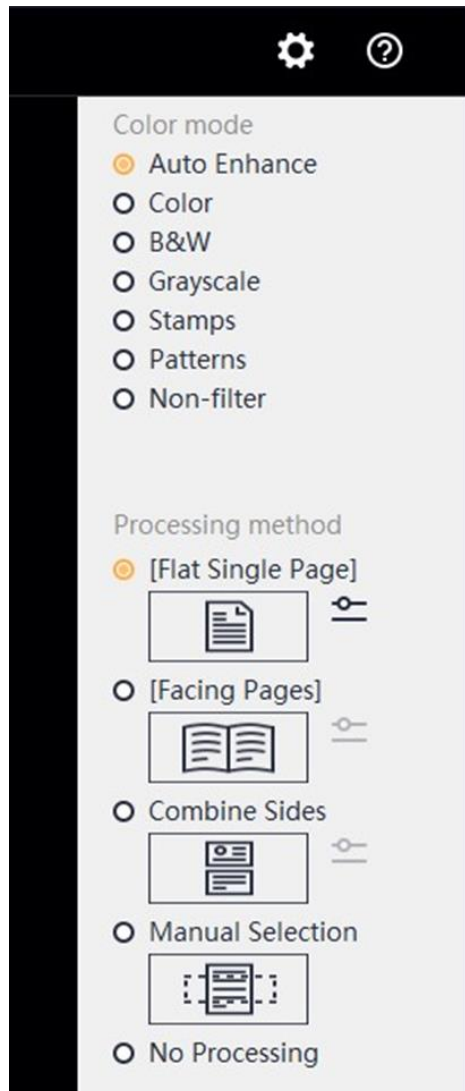 Color mode
Auto Enhance
Color
B&W
Grayscale
Stamps
Patterns
Non-filter
Processing method
[Flat Single Page]
[Facing Pages]
Combine Sides
Manual Selection
No Processing